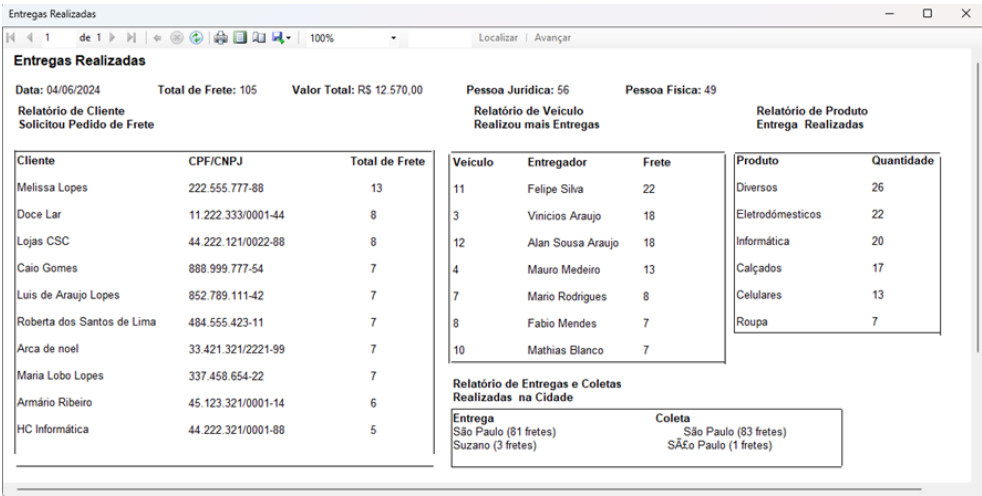 Entregas Realizadas
1 de 1 100% Localizar | Avançar
Entregas Realizadas
Data: 04/06/2024 Total de Frete: 105 Valor Total: R$ 12.570,00 Pessoa Jurídica: 56 Pessoa Física: 49
Relatório de Cliente
Solicitou Pedido de Frete
Cliente CPF/CNPJ Total de Frete
Melissa Lopes 222.555.777-88 13
Doce Lar 11.222.333/0001-44 8
Lojas CSC 44.222.121/0022-88 8
Caio Gomes 888.999.777-54 7
Luis de Araujo Lopes 852.789.111-42 7
Roberta dos Santos de Lima 484.555.423-11 7
Arca de noel 33.421.321/2221-99 7
Maria Lobo Lopes 337.458.654-22 7
Armário Ribeiro 45.123.321/0001-14 6
HC Informática 44.222.321/0001-88 5
Relatório de Veículo
Realizou mais Entregas
Veículo Entregador Frete
11 Felipe Silva 22
3 Vinicios Araujo 18
12 Alan Sousa Araujo 18
4 Mauro Medeiro 13
7 Mario Rodrigues 8
8 Fabio Mendes 7
10 Mathias Blanco 7
Relatório de Produto
Entrega Realizadas
Produto Quantidade
Diversos 26
Eletrodómesticos 22
Informática 20
Calçados 17
Celulares 13
Roupa 7
Relatório de Entregas e Coletas
Realizadas na Cidade
Entrega Coleta
São Paulo (81 fretes) São Paulo (83 fretes)
Suzano (3 fretes) SÃ£o Paulo (1 fretes)